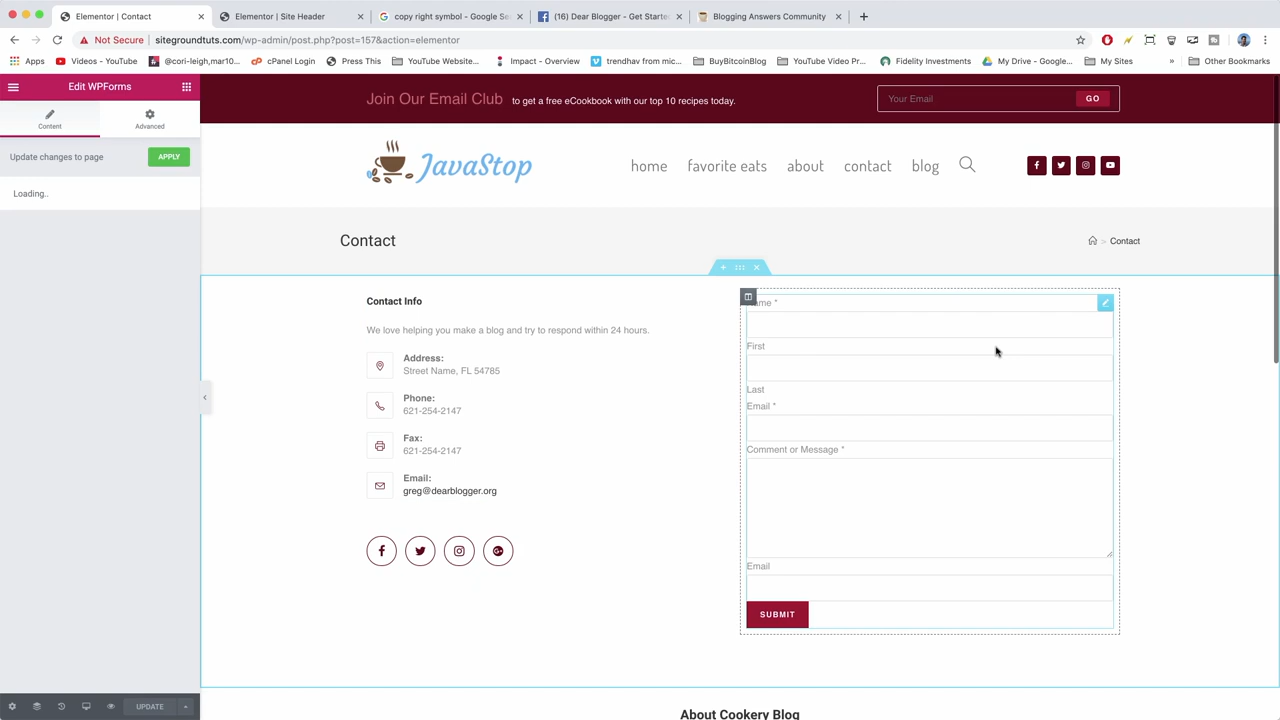 Elementor | Contact
Elementor | Site Header
copy right symbol - Google Se
(16) Dear Blogger - Get Starte
Blogging Answers Community
Not Secure | sitegroundtuts.com/wp-admin/post.php?post=157&action=elementor
Apps
Videos - YouTube
@cori-leigh,mar10...
cPanel Login
Press This
YouTube Website...
Impact - Overview
trendhav from mic...
BuyBitcoinBlog
YouTube Video Pr...
Fidelity Investments
My Drive - Google...
My Sites
»
Other Bookmarks
Edit WPForms
Content
Advanced
Update changes to page
APPLY
Loading..
UPDATE
Join Our Email Club to get a free eCookbook with our top 10 recipes today.
Your Email
GO
JavaStop
home
favorite eats
about
contact
blog
Contact
> Contact
Contact Info
We love helping you make a blog and try to respond within 24 hours.
Address:
Street Name, FL 54785
Phone:
621-254-2147
Fax:
621-254-2147
Email:
greg@dearblogger.org
ame *
First
Last
Email *
Comment or Message *
Email
SUBMIT
About Cookery Blog